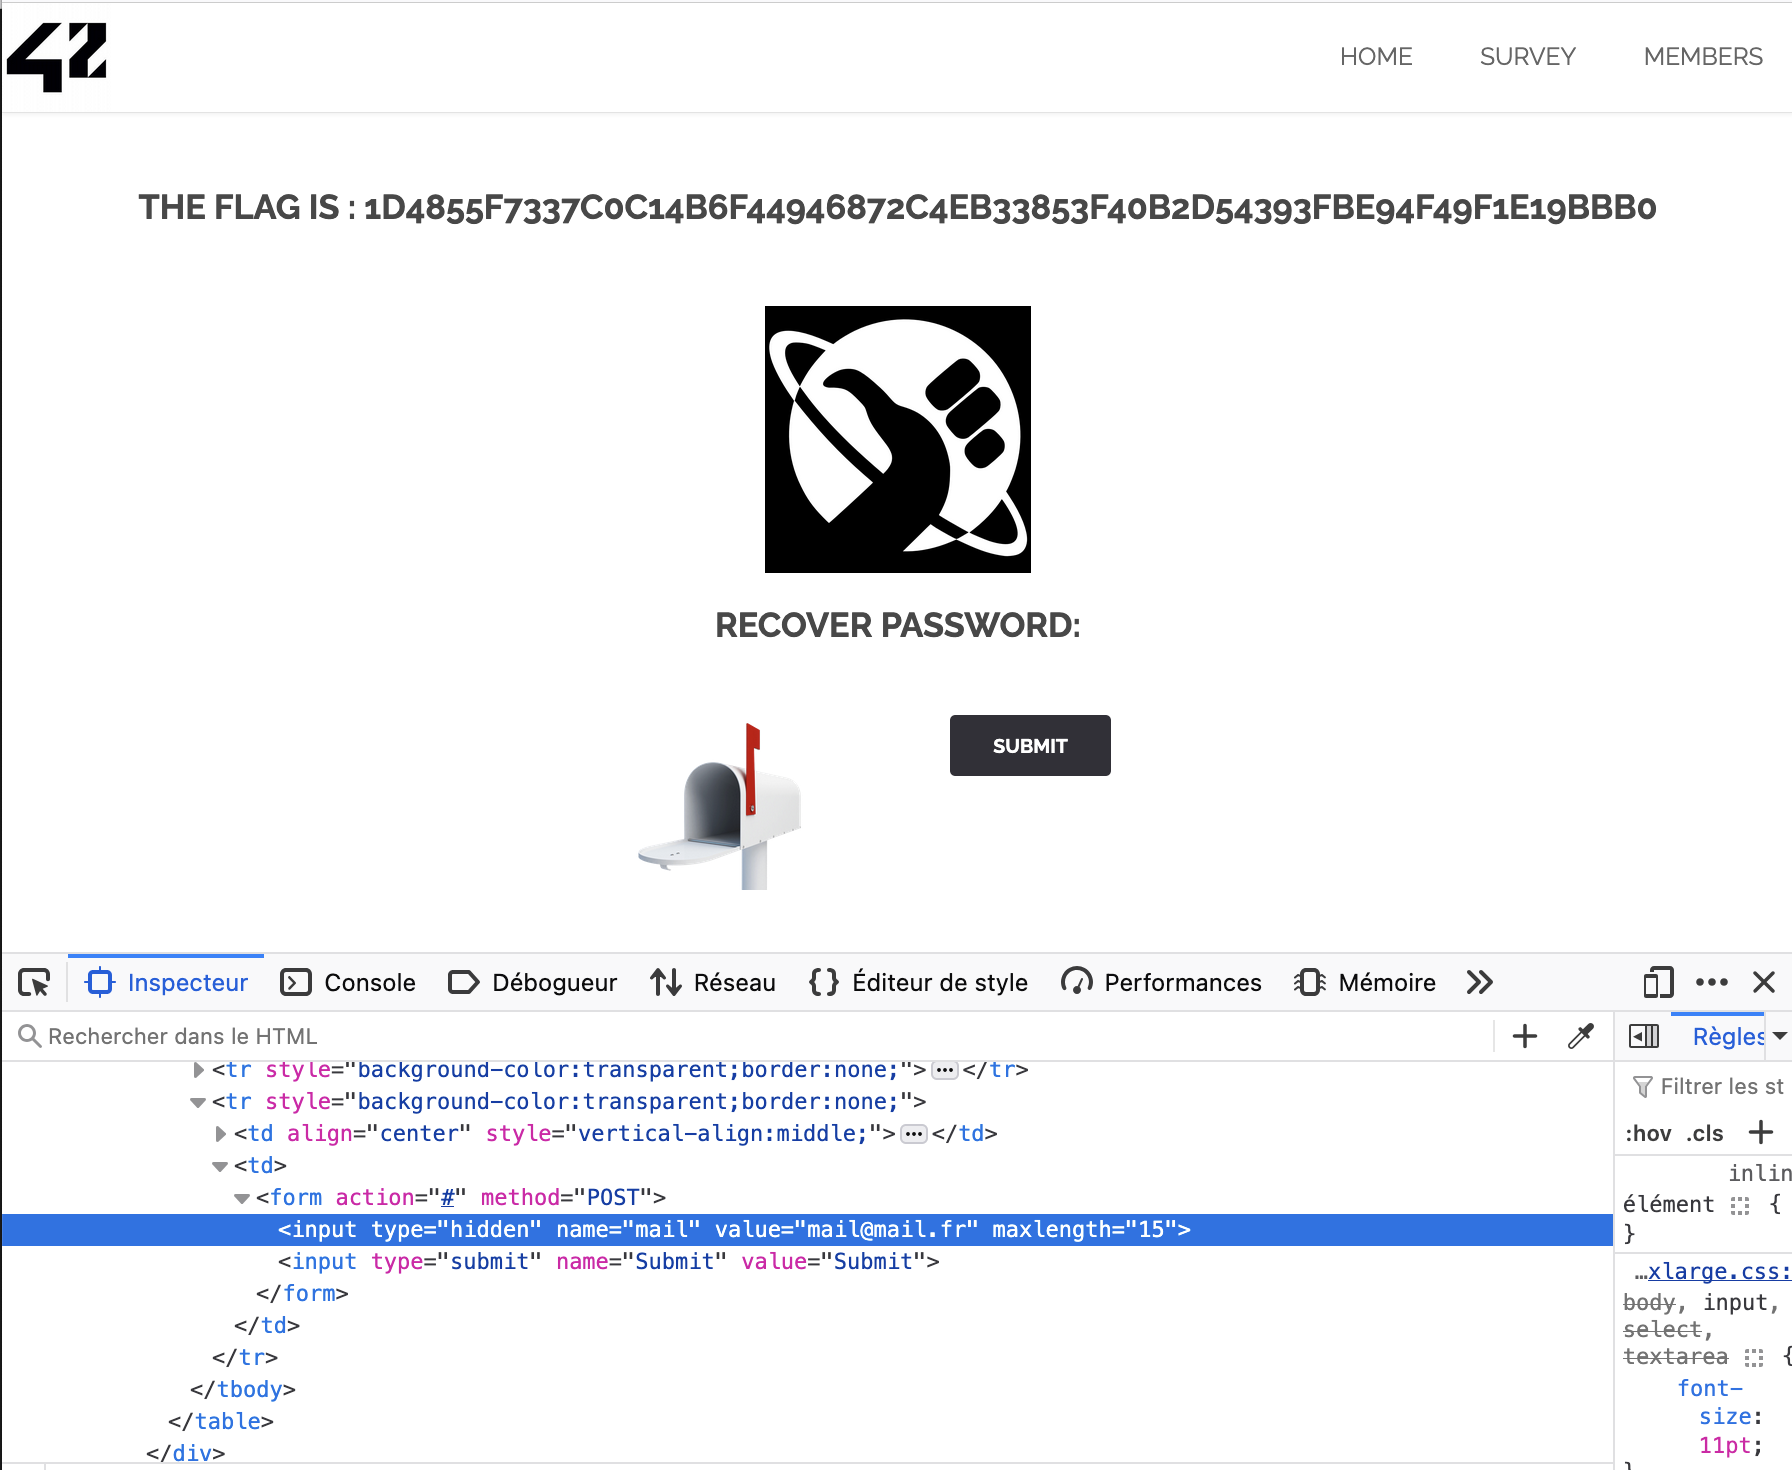 42
HOME SURVEY MEMBERS
THE FLAG IS : 1D4855F7337C0C14B6F44946872C4EB33853F40B2D54393FBE94F49F1E19BBB0
RECOVER PASSWORD:
SUBMIT
Inspecteur Console Débogueur Réseau {} Éditeur de style Performances Mémoire
Rechercher dans le HTML
<tr style="background-color:transparent;border:none;">…</tr>
<tr style="background-color:transparent;border:none;">
<td align="center" style="vertical-align:middle;">…</td>
<td>
<form action="#" method="POST">
<input type="hidden" name="mail" value="mail@mail.fr" maxlength="15">
<input type="submit" name="Submit" value="Submit">
</form>
</td>
</tr>
</tbody>
</table>
</div>
Règles
Filtrer les st
:hov .cls +
inlin
élément {
}
…xlarge.css:
body, input,
select,
textarea {
font-
size:
11pt;
}